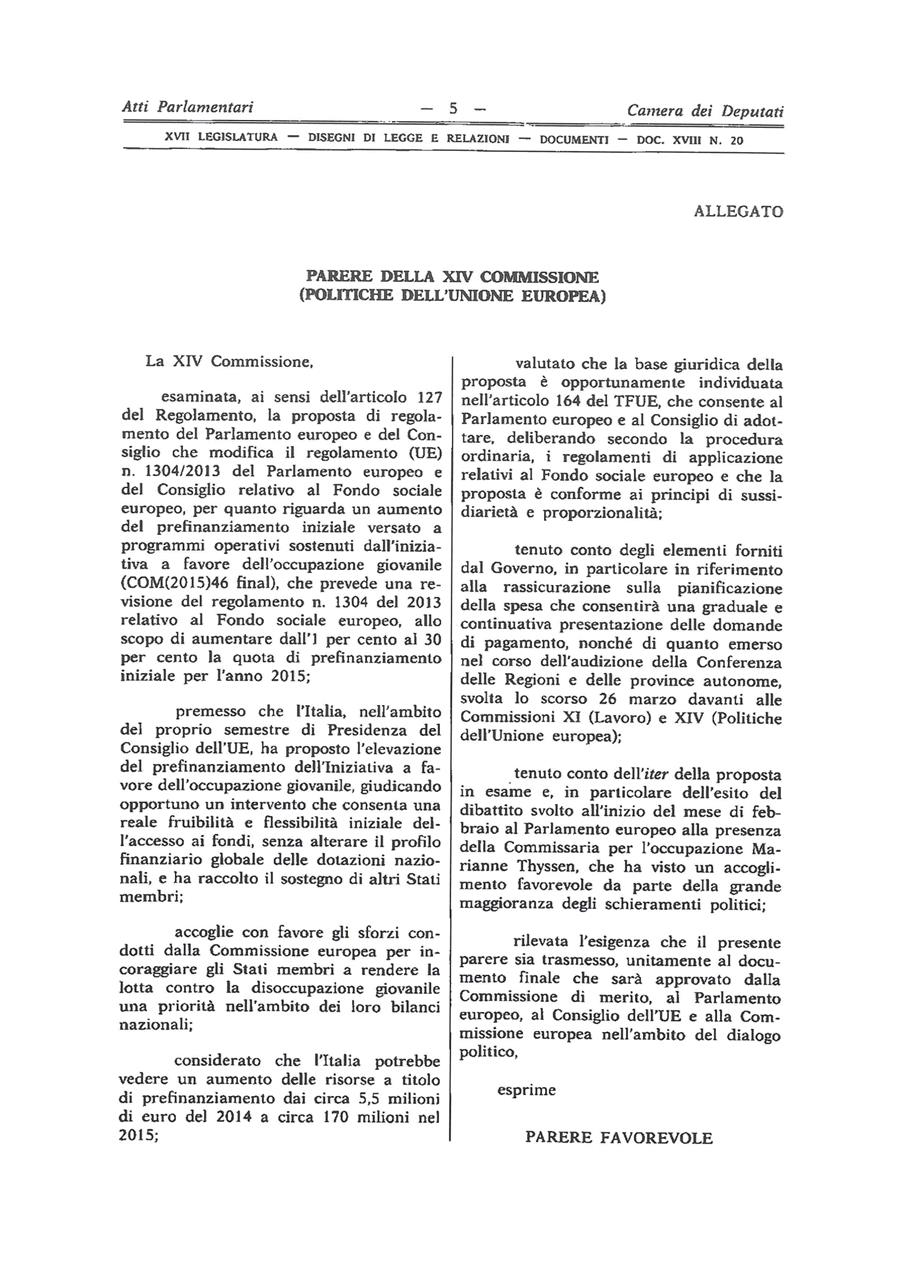 Atti Parlamentari — 5 — Camera dei Deputati
XVII LEGISLATURA — DISEGNI DI LEGGE E RELAZIONI — DOCUMENTI — DOC. XVIII N. 20
ALLEGATO
PARERE DELLA XIV COMMISSIONE
(POLITICHE DELL'UNIONE EUROPEA)
La XIV Commissione,
esaminata, ai sensi dell'articolo 127
del Regolamento, la proposta di regola-
mento del Parlamento europeo e del Con-
siglio che modifica il regolamento (UE)
n. 1304/2013 del Parlamento europeo e
del Consiglio relativo al Fondo sociale
europeo, per quanto riguarda un aumento
del prefinanziamento iniziale versato a
programmi operativi sostenuti dall'inizia-
tiva a favore dell'occupazione giovanile
(COM(2015)46 final), che prevede una re-
visione del regolamento n. 1304 del 2013
relativo al Fondo sociale europeo, allo
scopo di aumentare dall'1 per cento al 30
per cento la quota di prefinanziamento
iniziale per l'anno 2015;
premesso che l'Italia, nell'ambito
del proprio semestre di Presidenza del
Consiglio dell'UE, ha proposto l'elevazione
del prefinanziamento dell'Iniziativa a fa-
vore dell'occupazione giovanile, giudicando
opportuno un intervento che consenta una
reale fruibilità e flessibilità iniziale del-
l'accesso ai fondi, senza alterare il profilo
finanziario globale delle dotazioni nazio-
nali, e ha raccolto il sostegno di altri Stati
membri;
accoglie con favore gli sforzi con-
dotti dalla Commissione europea per in-
coraggiare gli Stati membri a rendere la
lotta contro la disoccupazione giovanile
una priorità nell'ambito dei loro bilanci
nazionali;
considerato che l'Italia potrebbe
vedere un aumento delle risorse a titolo
di prefinanziamento dai circa 5,5 milioni
di euro del 2014 a circa 170 milioni nel
2015;
valutato che la base giuridica della
proposta è opportunamente individuata
nell'articolo 164 del TFUE, che consente al
Parlamento europeo e al Consiglio di adot-
tare, deliberando secondo la procedura
ordinaria, i regolamenti di applicazione
relativi al Fondo sociale europeo e che la
proposta è conforme ai principi di sussi-
diarietà e proporzionalità;
tenuto conto degli elementi forniti
dal Governo, in particolare in riferimento
alla rassicurazione sulla pianificazione
della spesa che consentirà una graduale e
continuativa presentazione delle domande
di pagamento, nonché di quanto emerso
nel corso dell'audizione della Conferenza
delle Regioni e delle province autonome,
svolta lo scorso 26 marzo davanti alle
Commissioni XI (Lavoro) e XIV (Politiche
dell'Unione europea);
tenuto conto dell'iter della proposta
in esame e, in particolare dell'esito del
dibattito svolto all'inizio del mese di feb-
braio al Parlamento europeo alla presenza
della Commissaria per l'occupazione Ma-
rianne Thyssen, che ha visto un accogli-
mento favorevole da parte della grande
maggioranza degli schieramenti politici;
rilevata l'esigenza che il presente
parere sia trasmesso, unitamente al docu-
mento finale che sarà approvato dalla
Commissione di merito, al Parlamento
europeo, al Consiglio dell'UE e alla Com-
missione europea nell'ambito del dialogo
politico,
esprime
PARERE FAVOREVOLE